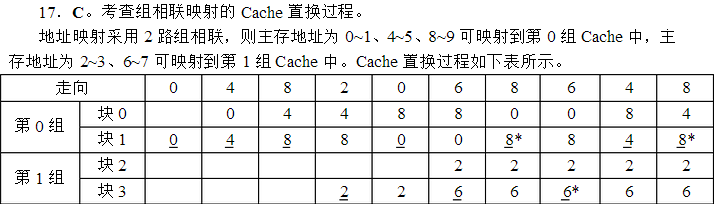 17．C。考查组相联映射的 Cache 置换过程。
地址映射采用 2 路组相联，则主存地址为 0~1、4~5、8~9 可映射到第 0 组 Cache 中，主
存地址为 2~3、6~7 可映射到第 1 组 Cache 中。Cache 置换过程如下表所示。
走向 0 4 8 2 0 6 8 6 4 8
第 0 组 块 0 0 4 4 8 8 0 0 8 4
块 1 0 4 8 8 0 0 8* 8 4 8*
第 1 组 块 2 2 2 2 2 2
块 3 2 2 6 6 6* 6 6